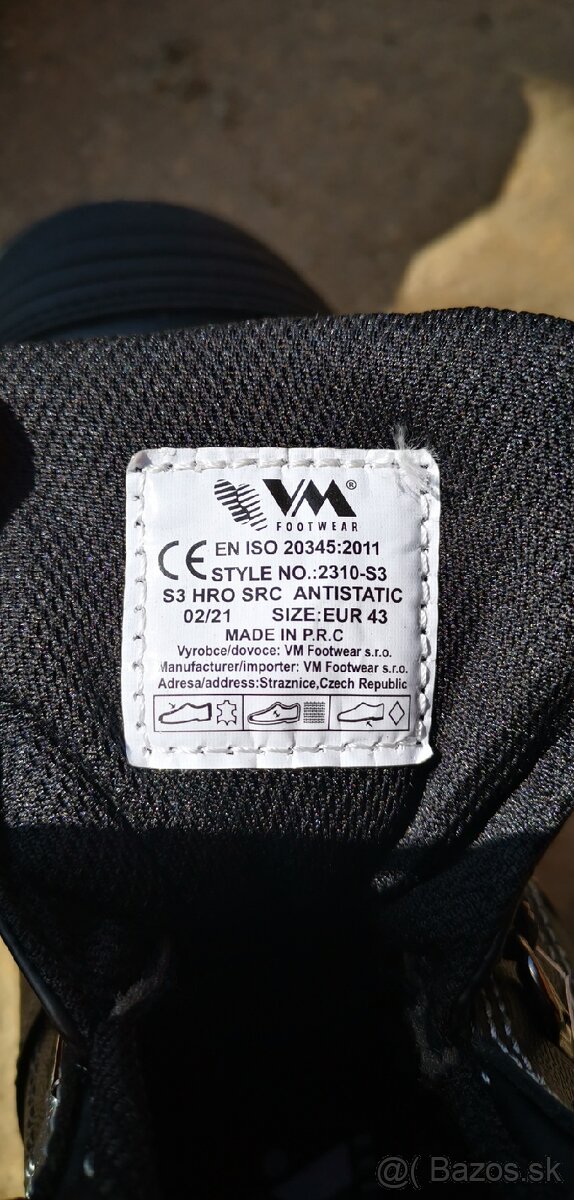 VM®
FOOTWEAR
CE EN ISO 20345:2011
STYLE NO.:2310-S3
S3 HRO SRC ANTISTATIC
02/21 SIZE:EUR 43
MADE IN P.R.C
Vyrobce/dovoce: VM Footwear s.r.o.
Manufacturer/importer: VM Footwear s.r.o.
Adresa/address:Straznice,Czech Republic
@( Bazos.sk